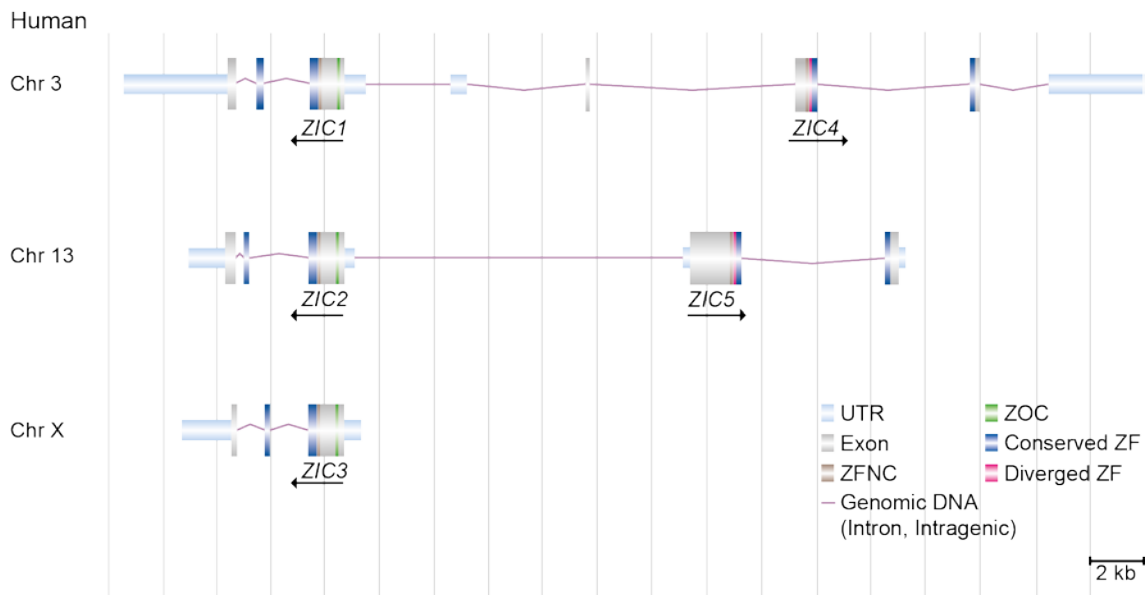 Human
Chr 3
ZIC1
ZIC4
Chr 13
ZIC2
ZIC5
Chr X
ZIC3
UTR
Exon
ZFNC
Genomic DNA
(Intron, Intragenic)
ZOC
Conserved ZF
Diverged ZF
2 kb